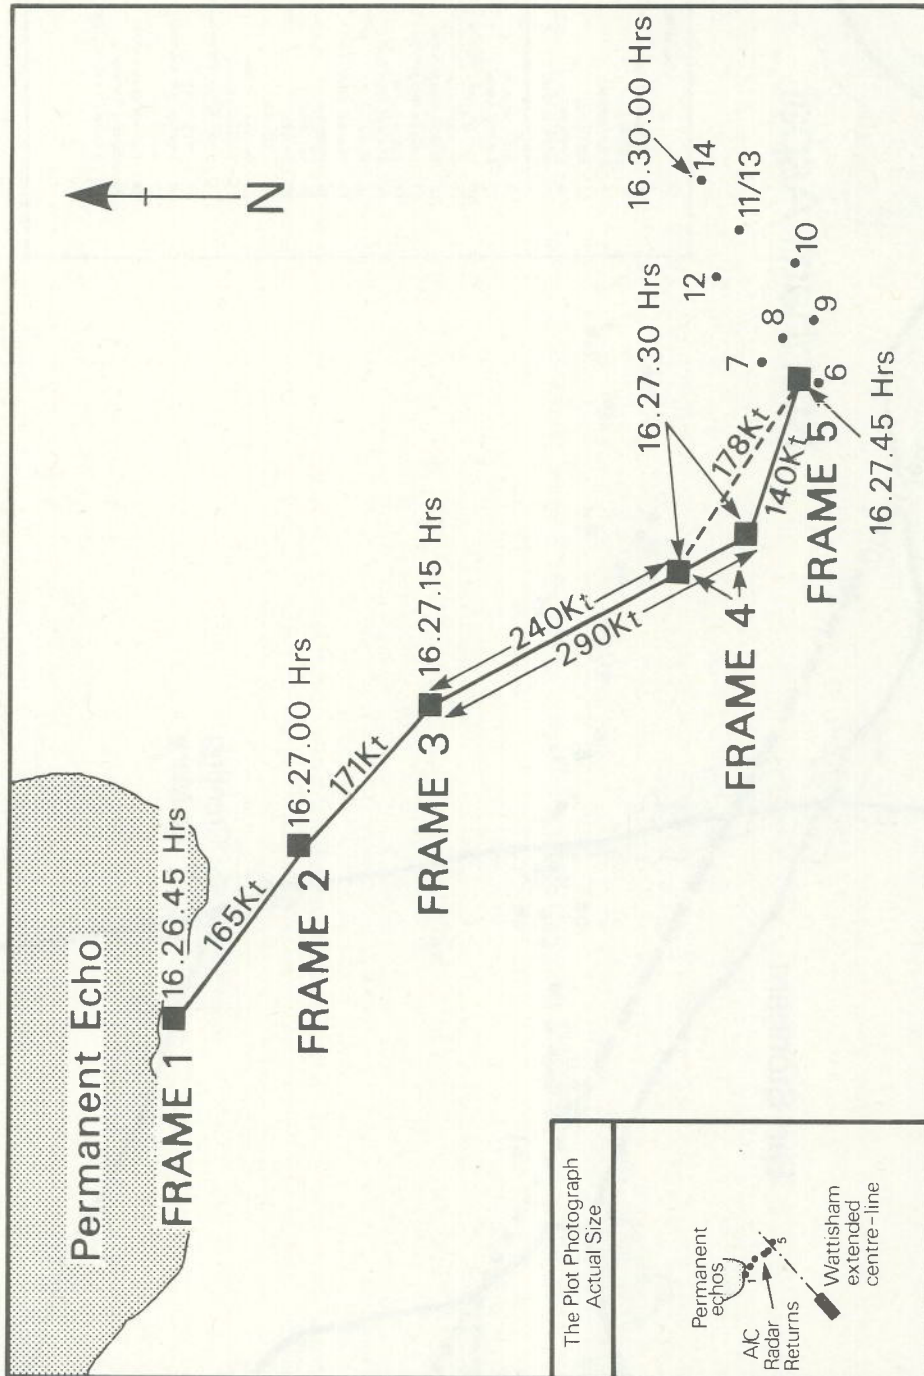 Permanent Echo
FRAME 1
16.26.45 Hrs
165Kt
FRAME 2
16.27.00 Hrs
171Kt
FRAME 3
16.27.15 Hrs
240Kt
290Kt
FRAME 4
16.27.30 Hrs
178Kt
140Kt
FRAME 5
16.27.45 Hrs
6
7
8
9
10
12
11/13
14
16.30.00 Hrs
N
The Plot Photograph
Actual Size
Permanent
echos
1
5
A/C
Radar
Returns
Wattisham
extended
centre-line